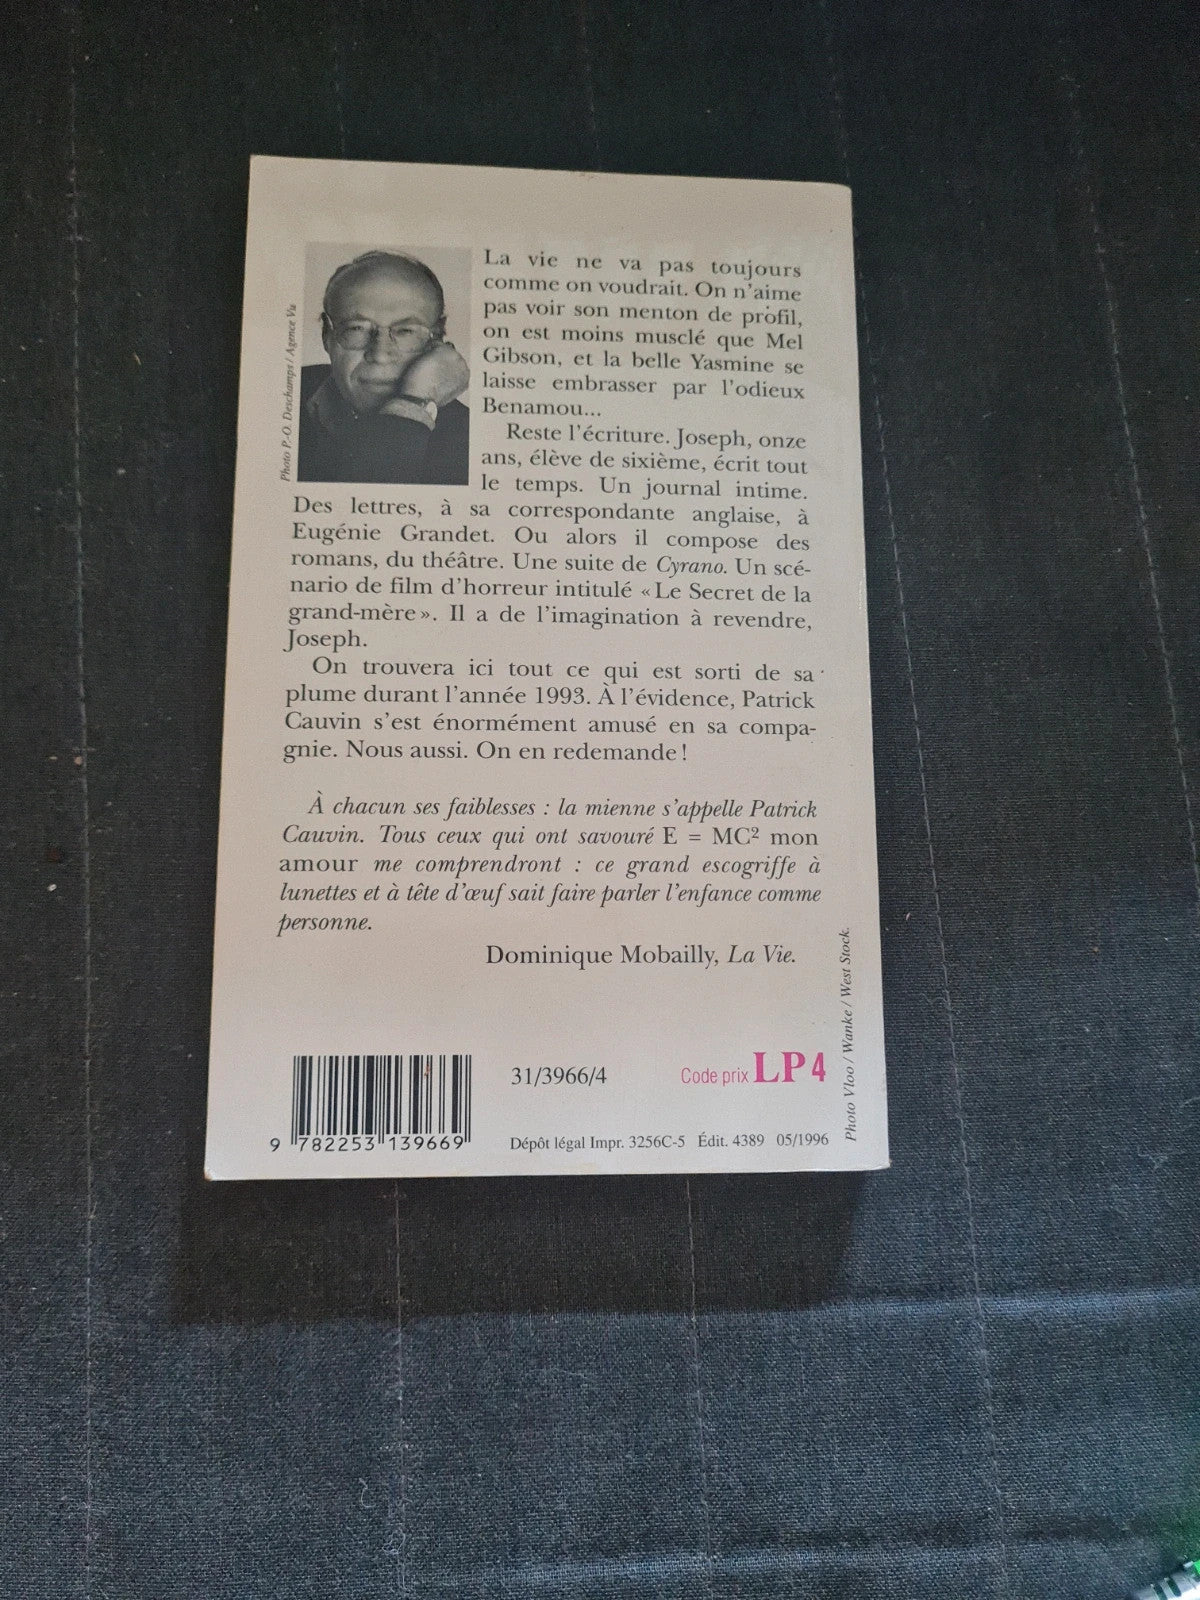 La vie ne va pas toujours
comme on voudrait. On n'aime
pas voir son menton de profil,
on est moins musclé que Mel
Gibson, et la belle Yasmine se
laisse embrasser par l'odieux
Benamou...
Reste l'écriture. Joseph, onze
ans, élève de sixième, écrit tout
le temps. Un journal intime.
Des lettres, à sa correspondante anglaise, à
Eugénie Grandet. Ou alors il compose des
romans, du théâtre. Une suite de Cyrano. Un scé-
nario de film d'horreur intitulé « Le Secret de la
grand-mère ». Il a de l'imagination à revendre,
Joseph.
On trouvera ici tout ce qui est sorti de sa
plume durant l'année 1993. À l'évidence, Patrick
Cauvin s'est énormément amusé en sa compa-
gnie. Nous aussi. On en redemande !
À chacun ses faiblesses : la mienne s'appelle Patrick
Cauvin. Tous ceux qui ont savouré E = MC² mon
amour me comprendront : ce grand escogriffe à
lunettes et à tête d'œuf sait faire parler l'enfance comme
personne.
Dominique Mobailly, La Vie.
Photo P.-O. Deschamps / Agence Vu
Photo Vloo / Wanke / West Stock.
31/3966/4
Code prix LP 4
9 782253 139669
Dépôt légal Impr. 3256C-5 Édit. 4389 05/1996